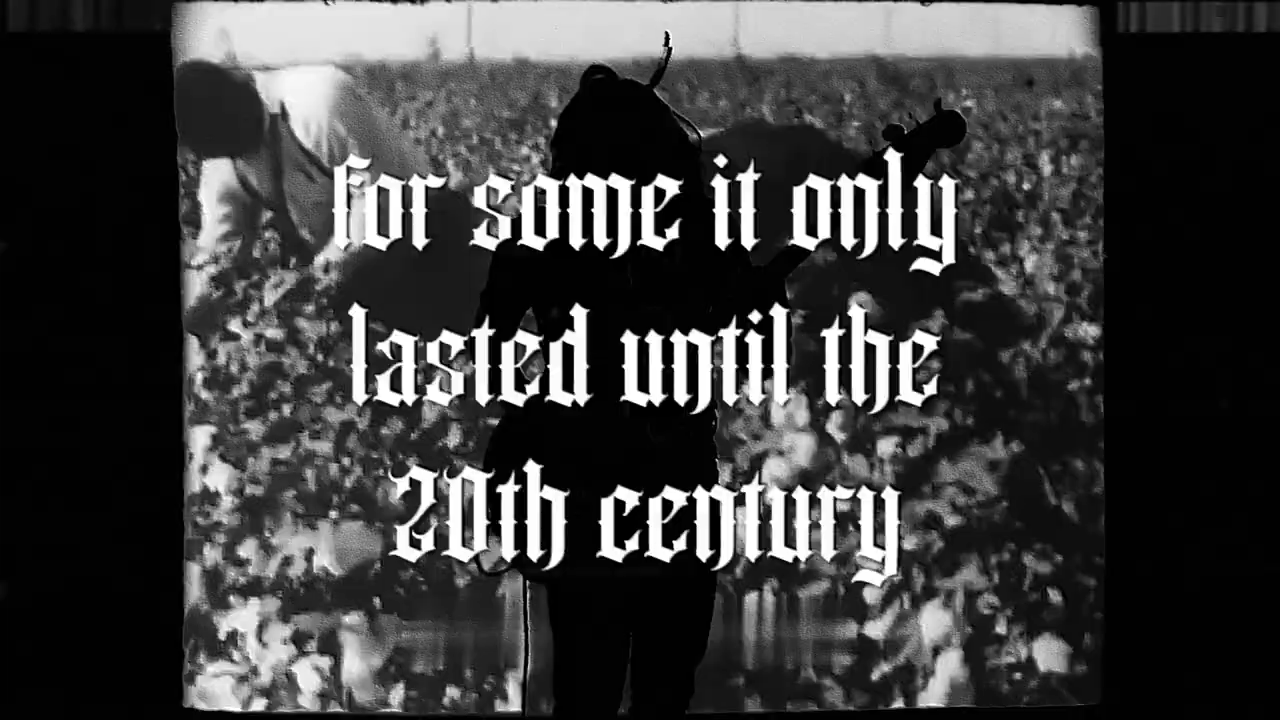 for some it only
lasted until the
20th century